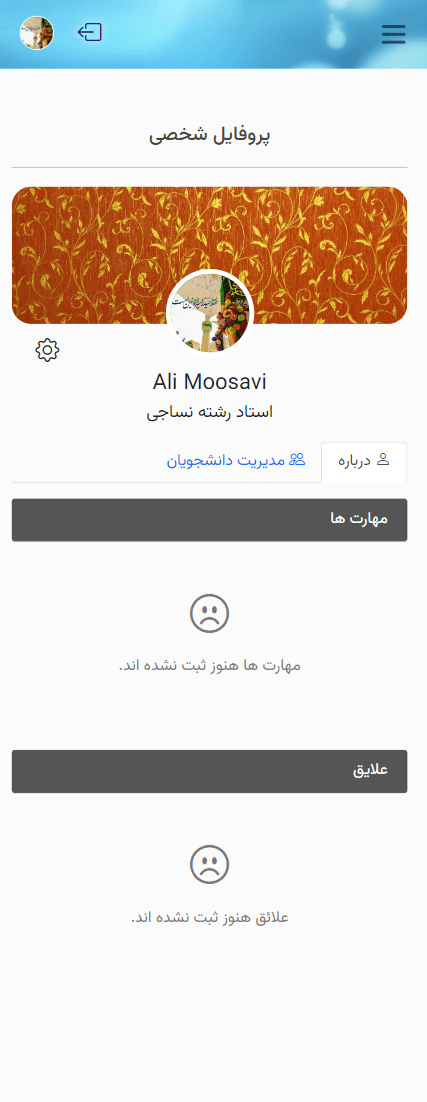 پروفایل شخصی
Ali Moosavi
استاد رشته نساجی
درباره
مدیریت دانشجویان
مهارت ها
مهارت ها هنوز ثبت نشده اند.
علایق
علائق هنوز ثبت نشده اند.